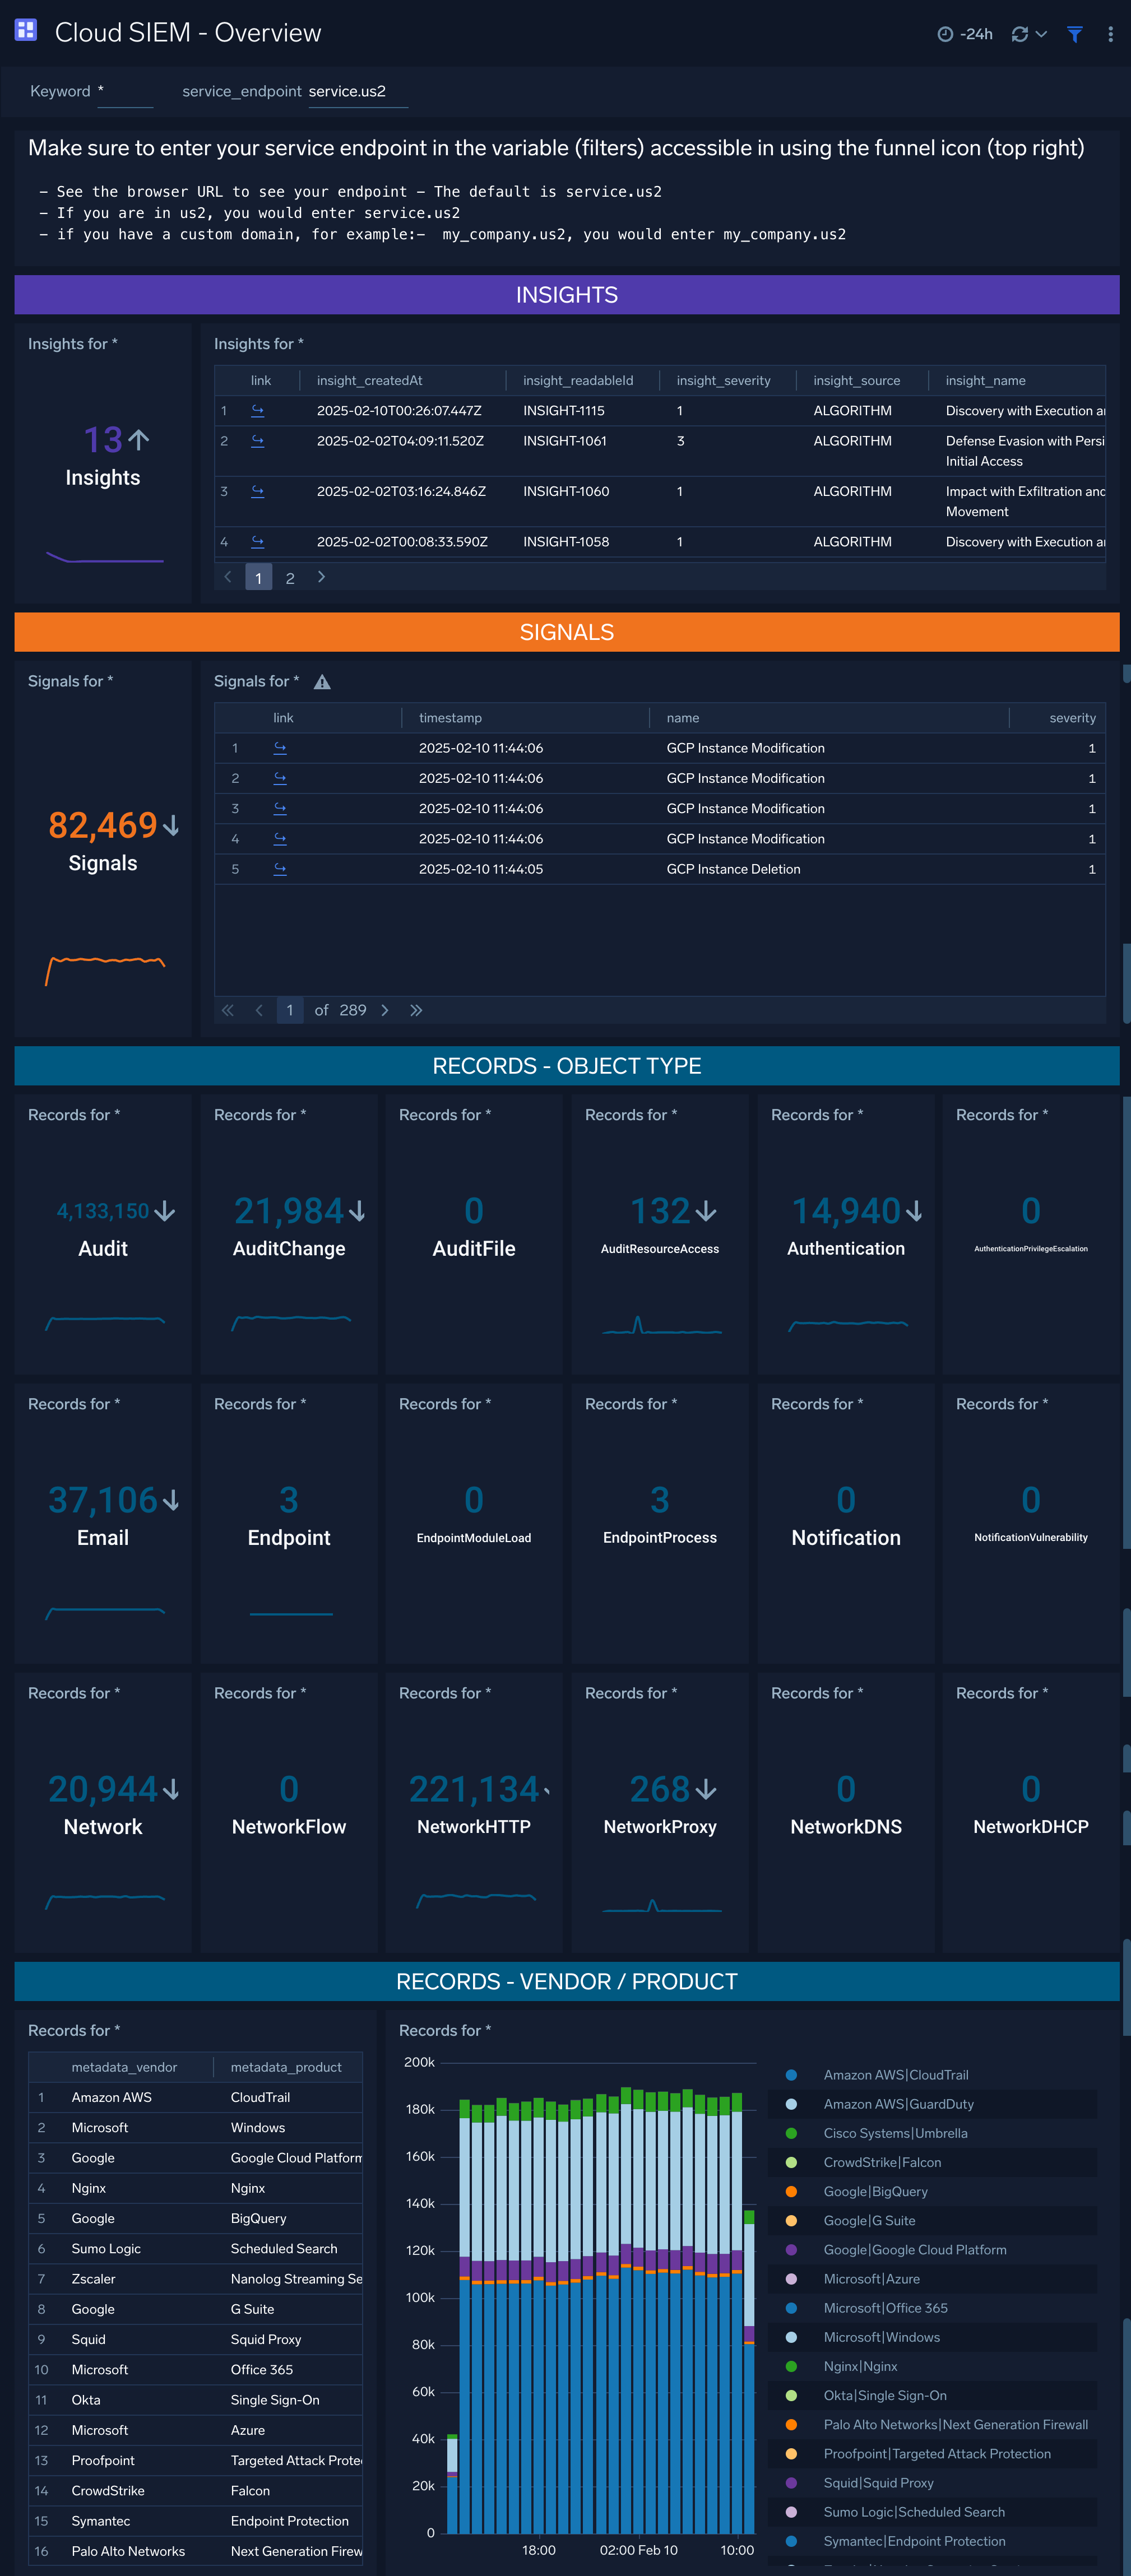 Cloud SIEM - Overview
-24h
Keyword * service_endpoint service.us2
Make sure to enter your service endpoint in the variable (filters) accessible in using the funnel icon (top right)
- See the browser URL to see your endpoint - The default is service.us2
- If you are in us2, you would enter service.us2
- if you have a custom domain, for example:- my_company.us2, you would enter my_company.us2
INSIGHTS
Insights for *
13
Insights
Insights for *
link insight_createdAt insight_readableId insight_severity insight_source insight_name
1 2025-02-10T00:26:07.447Z INSIGHT-1115 1 ALGORITHM Discovery with Execution a
2 2025-02-02T04:09:11.520Z INSIGHT-1061 3 ALGORITHM Defense Evasion with Persi
Initial Access
3 2025-02-02T03:16:24.846Z INSIGHT-1060 1 ALGORITHM Impact with Exfiltration and
Movement
4 2025-02-02T00:08:33.590Z INSIGHT-1058 1 ALGORITHM Discovery with Execution a
1 2
SIGNALS
Signals for *
82,469
Signals
Signals for *
link timestamp name severity
1 2025-02-10 11:44:06 GCP Instance Modification 1
2 2025-02-10 11:44:06 GCP Instance Modification 1
3 2025-02-10 11:44:06 GCP Instance Modification 1
4 2025-02-10 11:44:06 GCP Instance Modification 1
5 2025-02-10 11:44:05 GCP Instance Deletion 1
1 of 289
RECORDS - OBJECT TYPE
Records for * Records for * Records for * Records for * Records for * Records for *
4,133,150 21,984 0 132 14,940 0
Audit AuditChange AuditFile AuditResourceAccess Authentication AuthenticationPrivilegeEscalation
Records for * Records for * Records for * Records for * Records for * Records for *
37,106 3 0 3 0 0
Email Endpoint EndpointModuleLoad EndpointProcess Notification NotificationVulnerability
Records for * Records for * Records for * Records for * Records for * Records for *
20,944 0 221,134 268 0 0
Network NetworkFlow NetworkHTTP NetworkProxy NetworkDNS NetworkDHCP
RECORDS - VENDOR / PRODUCT
Records for *
metadata_vendor metadata_product
1 Amazon AWS CloudTrail
2 Microsoft Windows
3 Google Google Cloud Platform
4 Nginx Nginx
5 Google BigQuery
6 Sumo Logic Scheduled Search
7 Zscaler Nanolog Streaming Se
8 Google G Suite
9 Squid Squid Proxy
10 Microsoft Office 365
11 Okta Single Sign-On
12 Microsoft Azure
13 Proofpoint Targeted Attack Prote
14 CrowdStrike Falcon
15 Symantec Endpoint Protection
16 Palo Alto Networks Next Generation Firew
Records for *
200k
180k
160k
140k
120k
100k
80k
60k
40k
20k
0
18:00 02:00 Feb 10 10:00
Amazon AWS|CloudTrail
Amazon AWS|GuardDuty
Cisco Systems|Umbrella
CrowdStrike|Falcon
Google|BigQuery
Google|G Suite
Google|Google Cloud Platform
Microsoft|Azure
Microsoft|Office 365
Microsoft|Windows
Nginx|Nginx
Okta|Single Sign-On
Palo Alto Networks|Next Generation Firewall
Proofpoint|Targeted Attack Protection
Squid|Squid Proxy
Sumo Logic|Scheduled Search
Symantec|Endpoint Protection